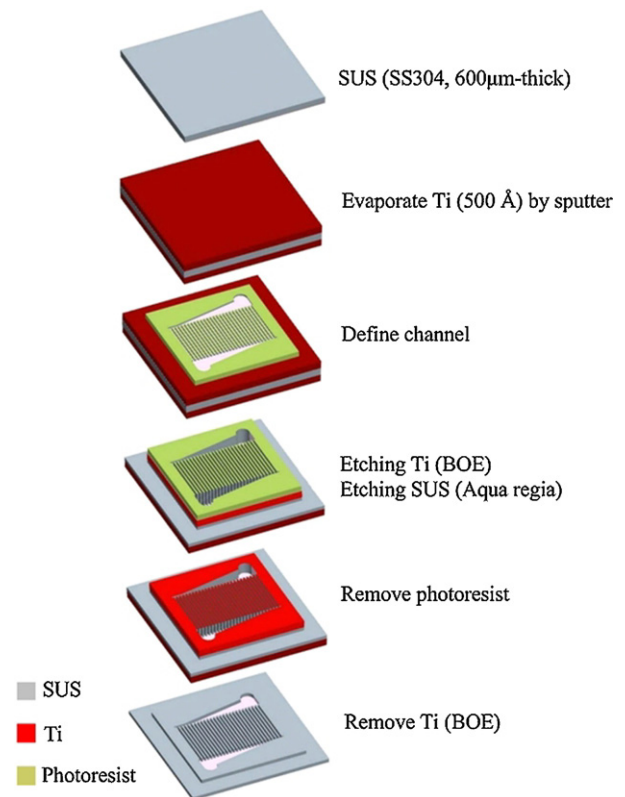 SUS (SS304, 600μm-thick)
Evaporate Ti (500 Å) by sputter
Define channel
Etching Ti (BOE)
Etching SUS (Aqua regia)
Remove photoresist
Remove Ti (BOE)
SUS
Ti
Photoresist